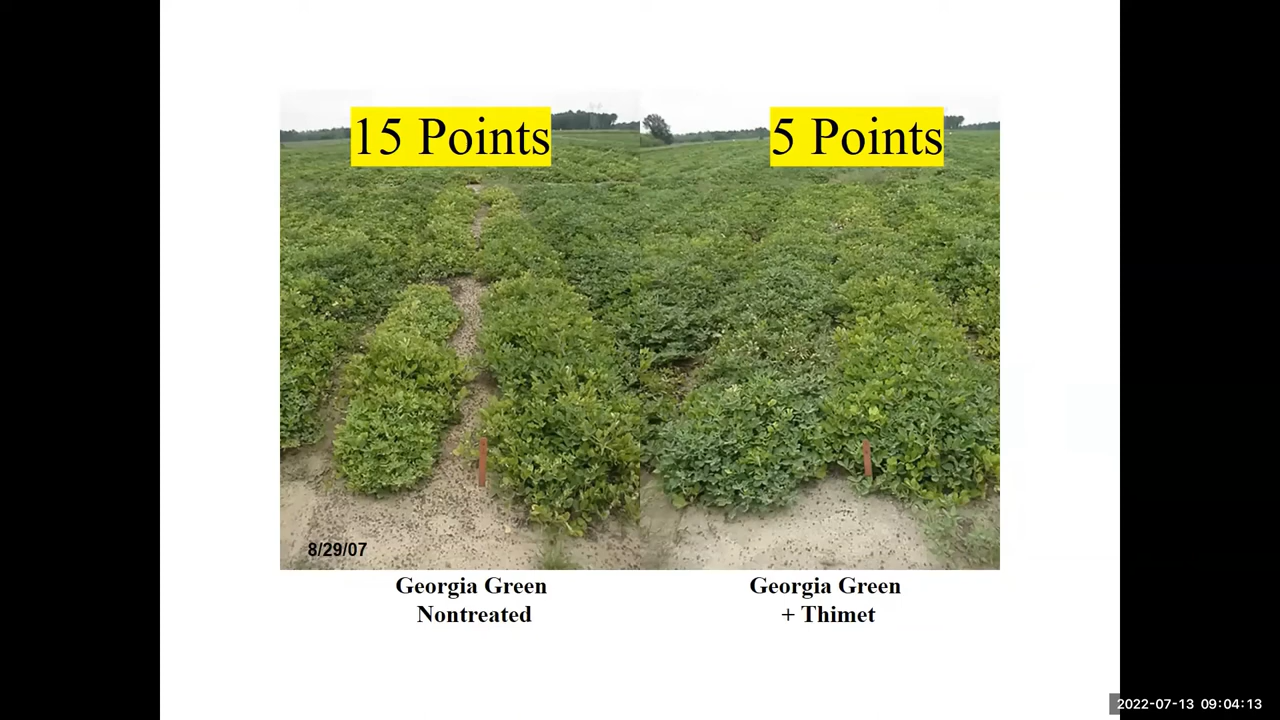 15 Points
5 Points
8/29/07
Georgia Green
Nontreated
Georgia Green
+ Thimet
2022-07-13 09:04:13